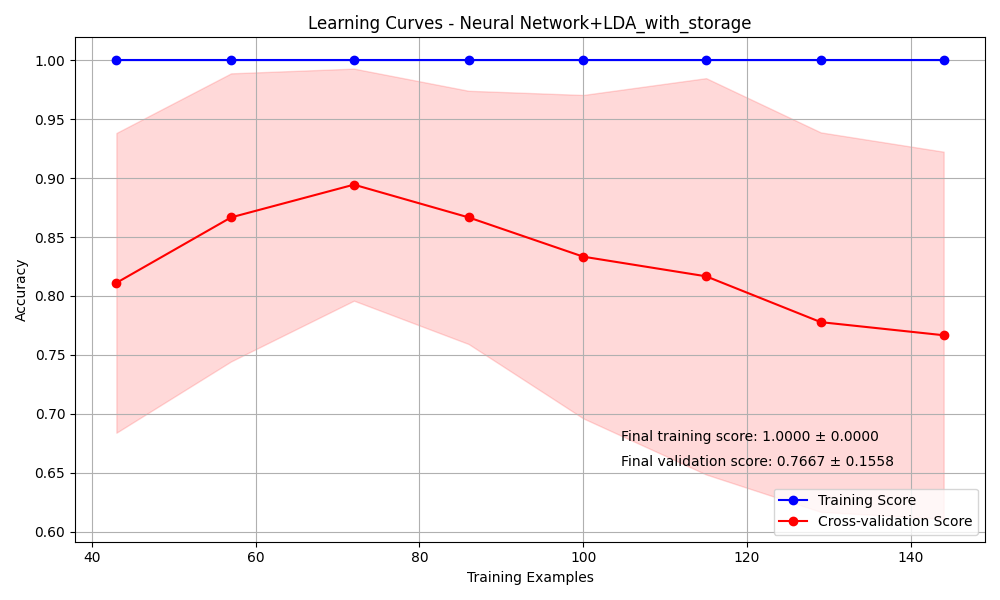 Learning Curves - Neural Network+LDA_with_storage
1.00
0.95
0.90
0.85
0.80
0.75
0.70
0.65
0.60
Accuracy
Final training score: 1.0000 ± 0.0000
Final validation score: 0.7667 ± 0.1558
Training Score
Cross-validation Score
40 60 80 100 120 140
Training Examples